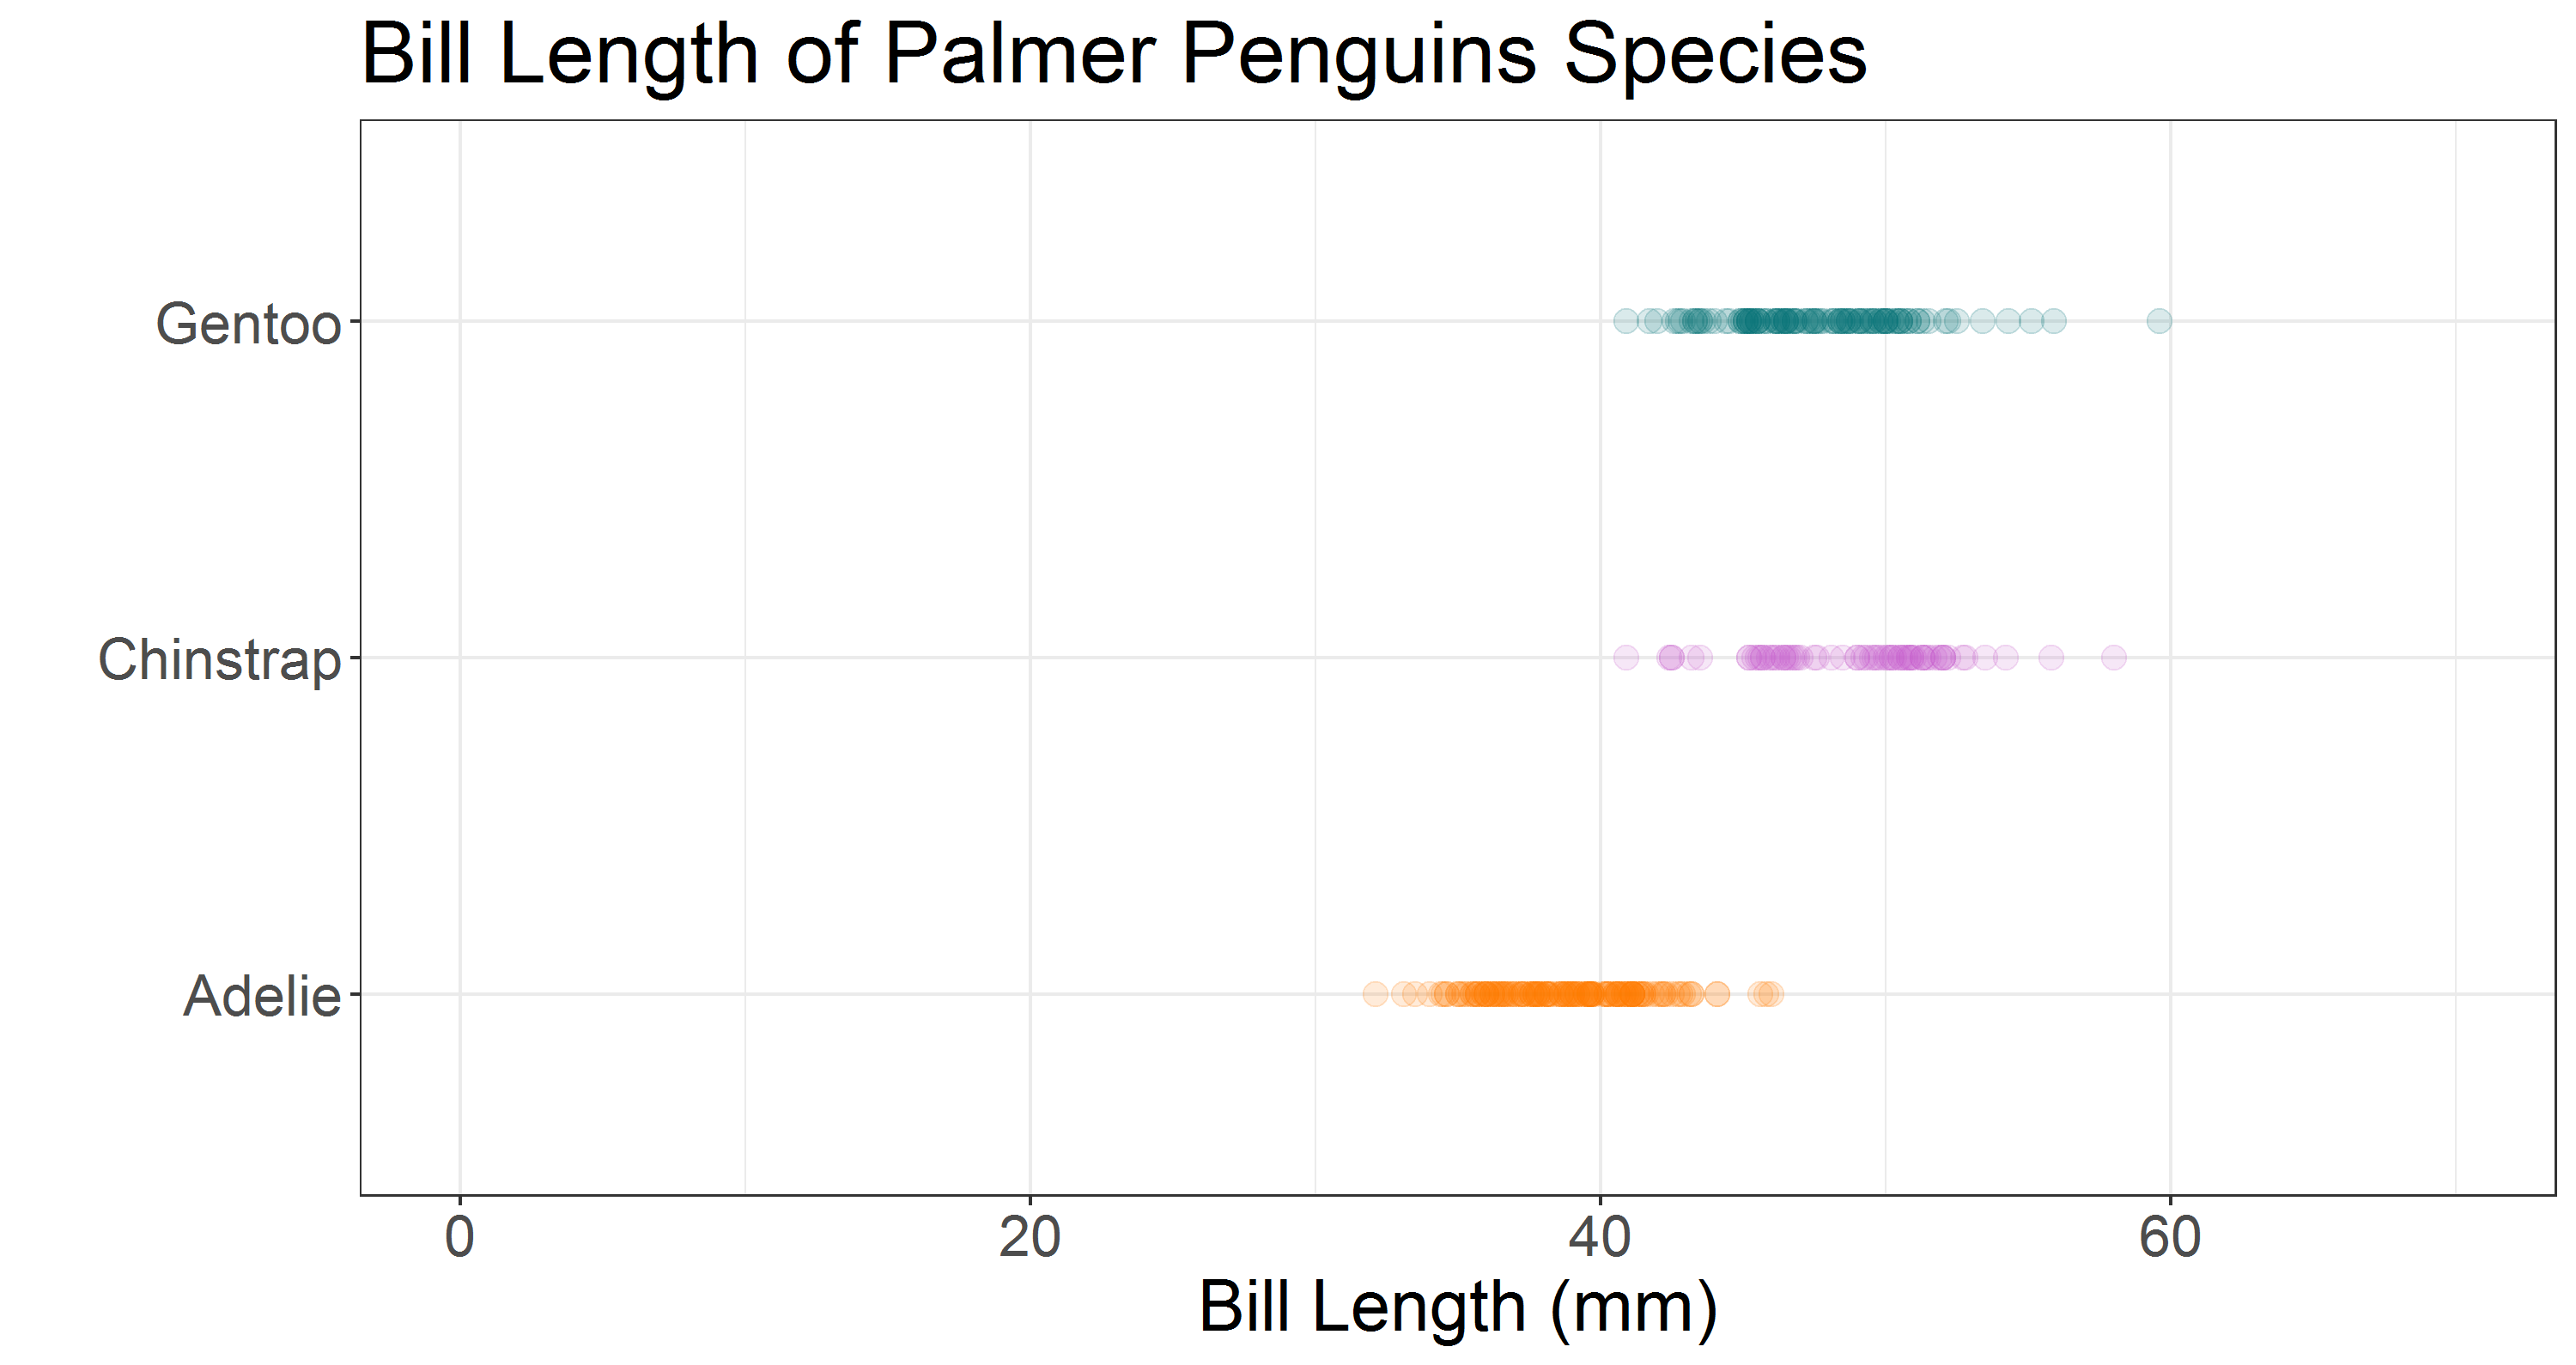 Bill Length of Palmer Penguins Species
Gentoo
Chinstrap
Adelie
0 20 40 60
Bill Length (mm)